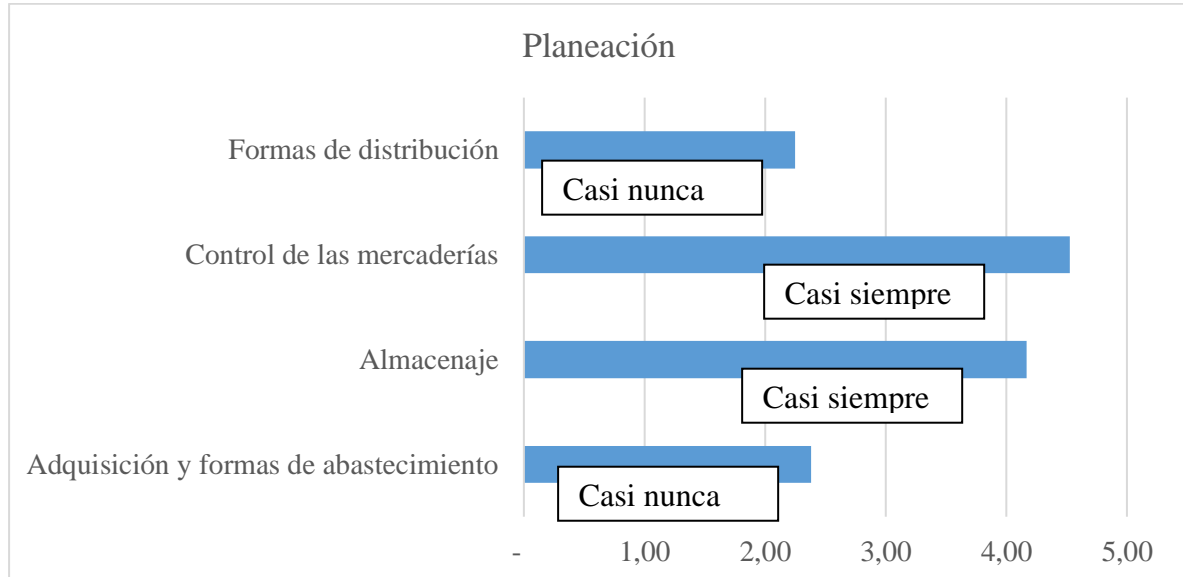 Planeación
Formas de distribución
Casi nunca
Control de las mercaderías
Casi siempre
Almacenaje
Casi siempre
Adquisición y formas de abastecimiento
Casi nunca
- 1,00 2,00 3,00 4,00 5,00